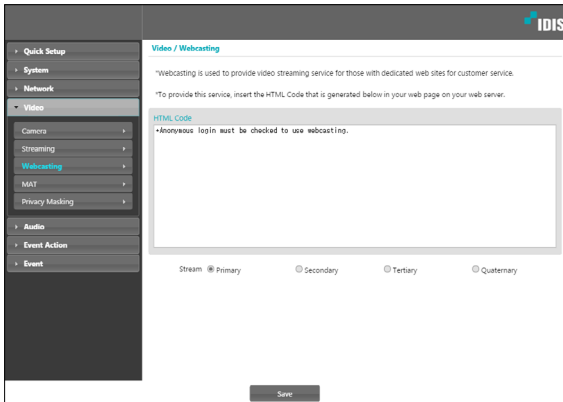 IDIS
Quick Setup
System
Network
Video
Camera
Streaming
Webcasting
MAT
Privacy Masking
Audio
Event Action
Event
Video / Webcasting
*Webcasting is used to provide video streaming service for those with dedicated web sites for customer service.
*To provide this service, insert the HTML Code that is generated below in your web page on your web server.
HTML Code
*Anonymous login must be checked to use webcasting.
Stream Primary Secondary Tertiary Quaternary
Save